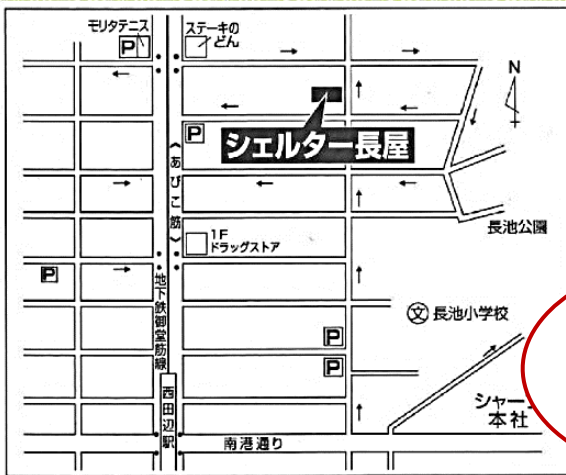 モリタテニス
P
ステーキの
どん
N
P
シェルター長屋
《あびこ筋》
長池公園
1F
ドラッグストア
P
地下鉄御堂筋線
文 長池小学校
P
P
西田辺駅
シャー
本社
南港通り